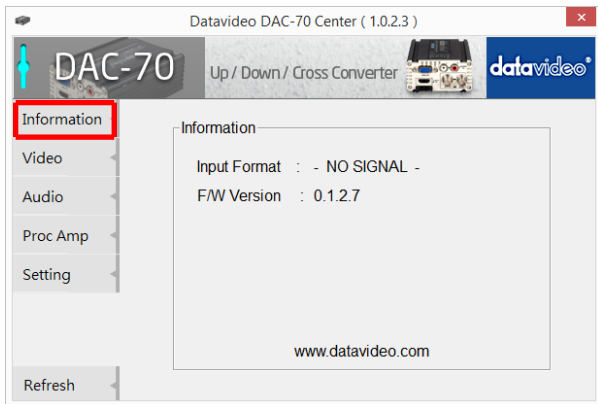 Datavideo DAC-70 Center ( 1.0.2.3 )
DAC-70
Up / Down / Cross Converter
datavideo®
Information
Video
Audio
Proc Amp
Setting
Refresh
Information
Input Format : - NO SIGNAL -
F/W Version : 0.1.2.7
www.datavideo.com